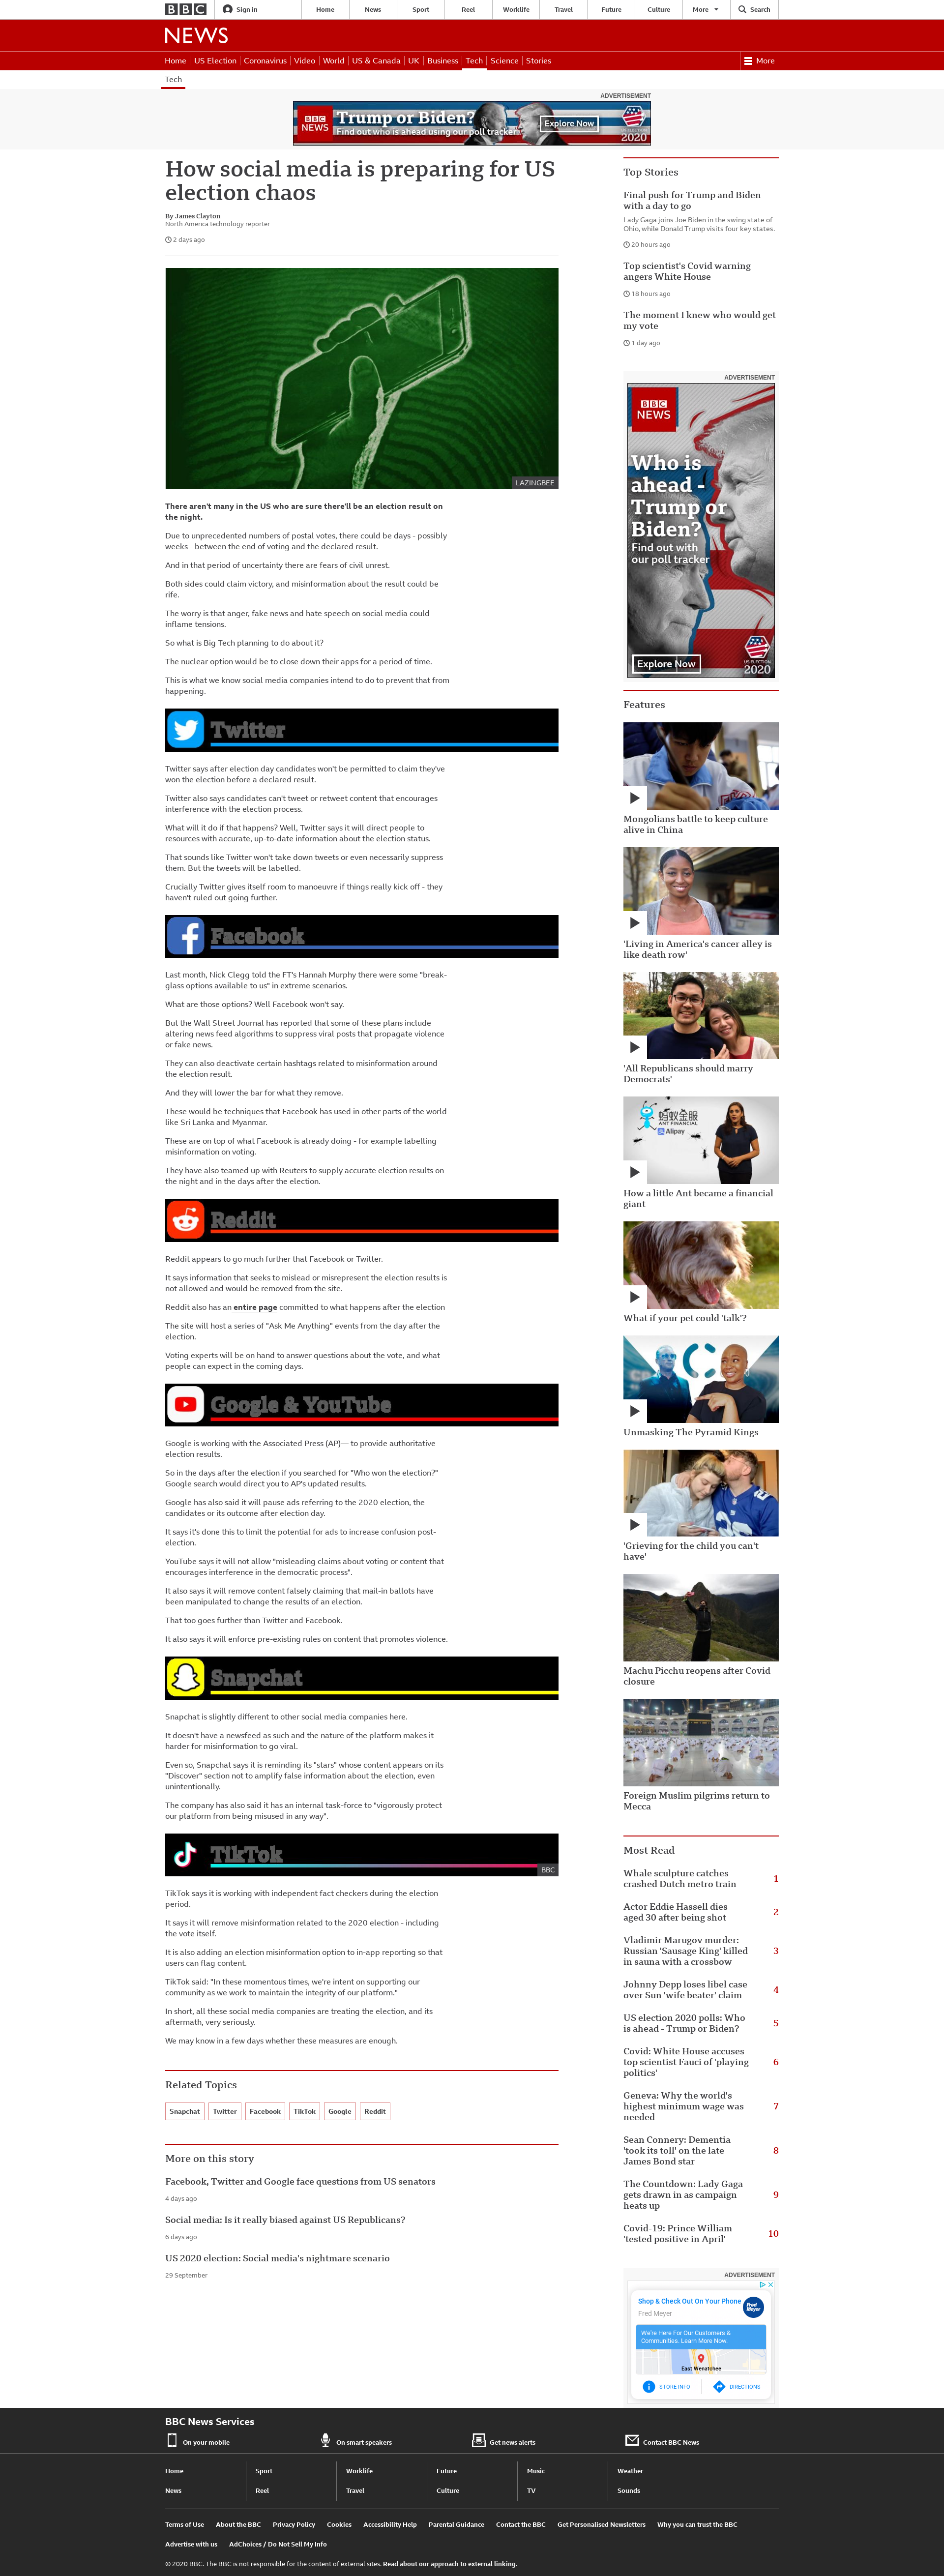 BBC
Sign in
Home
News
Sport
Reel
Worklife
Travel
Future
Culture
More
Search
NEWS
Home
US Election
Coronavirus
Video
World
US & Canada
UK
Business
Tech
Science
Stories
More
Tech
ADVERTISEMENT
BBC
NEWS
Trump or Biden?
Find out who is ahead using our poll tracker
Explore Now
US ELECTION
2020
How social media is preparing for US
election chaos
By James Clayton
North America technology reporter
2 days ago
LAZINGBEE
There aren't many in the US who are sure there'll be an election result on
the night.
Due to unprecedented numbers of postal votes, there could be days - possibly
weeks - between the end of voting and the declared result.
And in that period of uncertainty there are fears of civil unrest.
Both sides could claim victory, and misinformation about the result could be
rife.
The worry is that anger, fake news and hate speech on social media could
inflame tensions.
So what is Big Tech planning to do about it?
The nuclear option would be to close down their apps for a period of time.
This is what we know social media companies intend to do to prevent that from
happening.
Twitter
Twitter says after election day candidates won't be permitted to claim they've
won the election before a declared result.
Twitter also says candidates can't tweet or retweet content that encourages
interference with the election process.
What will it do if that happens? Well, Twitter says it will direct people to
resources with accurate, up-to-date information about the election status.
That sounds like Twitter won't take down tweets or even necessarily suppress
them. But the tweets will be labelled.
Crucially Twitter gives itself room to manoeuvre if things really kick off - they
haven't ruled out going further.
Facebook
Last month, Nick Clegg told the FT's Hannah Murphy there were some "break-
glass options available to us" in extreme scenarios.
What are those options? Well Facebook won't say.
But the Wall Street Journal has reported that some of these plans include
altering news feed algorithms to suppress viral posts that propagate violence
or fake news.
They can also deactivate certain hashtags related to misinformation around
the election result.
And they will lower the bar for what they remove.
These would be techniques that Facebook has used in other parts of the world
like Sri Lanka and Myanmar.
These are on top of what Facebook is already doing - for example labelling
misinformation on voting.
They have also teamed up with Reuters to supply accurate election results on
the night and in the days after the election.
Reddit
Reddit appears to go much further that Facebook or Twitter.
It says information that seeks to mislead or misrepresent the election results is
not allowed and would be removed from the site.
Reddit also has an entire page committed to what happens after the election
The site will host a series of "Ask Me Anything" events from the day after the
election.
Voting experts will be on hand to answer questions about the vote, and what
people can expect in the coming days.
Google & YouTube
Google is working with the Associated Press (AP)— to provide authoritative
election results.
So in the days after the election if you searched for "Who won the election?"
Google search would direct you to AP's updated results.
Google has also said it will pause ads referring to the 2020 election, the
candidates or its outcome after election day.
It says it's done this to limit the potential for ads to increase confusion post-
election.
YouTube says it will not allow "misleading claims about voting or content that
encourages interference in the democratic process".
It also says it will remove content falsely claiming that mail-in ballots have
been manipulated to change the results of an election.
That too goes further than Twitter and Facebook.
It also says it will enforce pre-existing rules on content that promotes violence.
Snapchat
Snapchat is slightly different to other social media companies here.
It doesn't have a newsfeed as such and the nature of the platform makes it
harder for misinformation to go viral.
Even so, Snapchat says it is reminding its "stars" whose content appears on its
"Discover" section not to amplify information about the election, even
unintentionally.
The company has also said it has an internal task-force to "vigorously protect
our platform from being misused in any way".
TikTok
BBC
TikTok says it is working with independent fact checkers during the election
period.
It says it will remove misinformation related to the 2020 election - including
the vote itself.
It is also adding an election misinformation option to in-app reporting so that
users can flag content.
TikTok said: "In these momentous times, we're intent on supporting our
community as we work to maintain the integrity of our platform."
In short, all these social media companies are treating the election, and its
aftermath, very seriously.
We may know in a few days whether these measures are enough.
Related Topics
Snapchat
Twitter
Facebook
TikTok
Google
Reddit
More on this story
Facebook, Twitter and Google face questions from US senators
4 days ago
Social media: Is it really biased against US Republicans?
6 days ago
US 2020 election: Social media's nightmare scenario
29 September
Top Stories
Final push for Trump and Biden
with a day to go
Lady Gaga joins Joe Biden in the swing state of
Ohio, while Donald Trump visits four key states.
20 hours ago
Top scientist's Covid warning
angers White House
18 hours ago
The moment I knew who would get
my vote
1 day ago
ADVERTISEMENT
BBC
NEWS
Who is
ahead -
Trump or
Biden?
Find out with
our poll tracker
Explore Now
US ELECTION
2020
Features
Mongolians battle to keep culture
alive in China
'Living in America's cancer alley is
like death row'
'All Republicans should marry
Democrats'
蚂蚁金服
ANT FINANCIAL
Alipay
How a little Ant became a financial
giant
What if your pet could 'talk'?
Unmasking The Pyramid Kings
'Grieving for the child you can't
have'
Machu Picchu reopens after Covid
closure
Foreign Muslim pilgrims return to
Mecca
Most Read
Whale sculpture catches
crashed Dutch metro train
1
Actor Eddie Hassell dies
aged 30 after being shot
2
Vladimir Marugov murder:
Russian 'Sausage King' killed
in sauna with a crossbow
3
Johnny Depp loses libel case
over Sun 'wife beater' claim
4
US election 2020 polls: Who
is ahead - Trump or Biden?
5
Covid: White House accuses
top scientist Fauci of 'playing
politics'
6
Geneva: Why the world's
highest minimum wage was
needed
7
Sean Connery: Dementia
'took its toll' on the late
James Bond star
8
The Countdown: Lady Gaga
gets drawn in as campaign
heats up
9
Covid-19: Prince William
'tested positive in April'
10
ADVERTISEMENT
Shop & Check Out On Your Phone
Fred Meyer
Fred Meyer
We're Here For Our Customers &
Communities. Learn More Now.
East Wenatchee
STORE INFO
DIRECTIONS
BBC News Services
On your mobile
On smart speakers
Get news alerts
Contact BBC News
Home
Sport
Worklife
Future
Music
Weather
News
Reel
Travel
Culture
TV
Sounds
Terms of Use
About the BBC
Privacy Policy
Cookies
Accessibility Help
Parental Guidance
Contact the BBC
Get Personalised Newsletters
Why you can trust the BBC
Advertise with us
AdChoices / Do Not Sell My Info
© 2020 BBC. The BBC is not responsible for the content of external sites. Read about our approach to external linking.